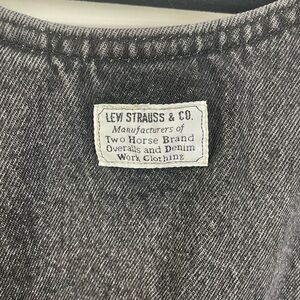 LEVI STRAUSS & CO.
Manufacturers of
Two Horse Brand
Overalls and Denim
Work Clothing